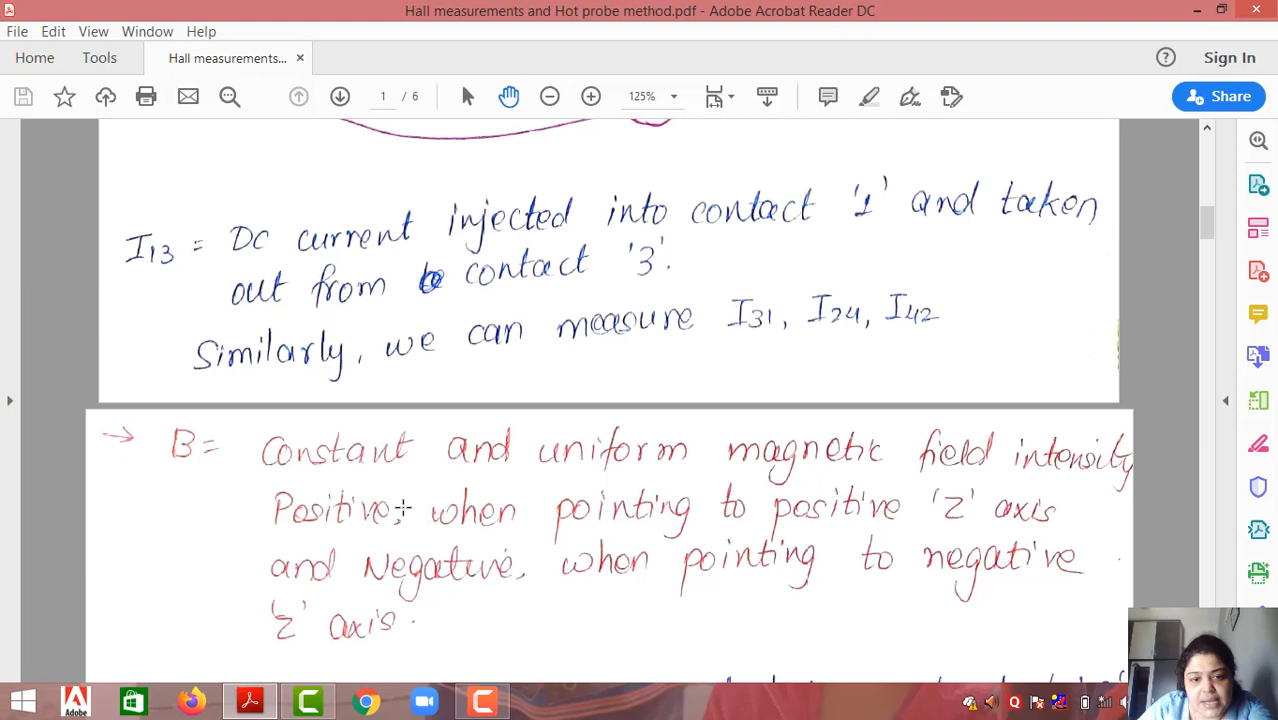 Hall measurements and Hot probe method.pdf - Adobe Acrobat Reader DC
File Edit View Window Help
Home Tools Hall measurements... × Sign In
1 / 6 125% Share
I13 = DC current injected into contact '1' and taken
out from contact '3'.
Similarly, we can measure I31, I24, I42
→ B = Constant and uniform magnetic field intensity
Positive, when pointing to positive 'Z' axis
and Negative, when pointing to negative
'Z' axis.
Adobe